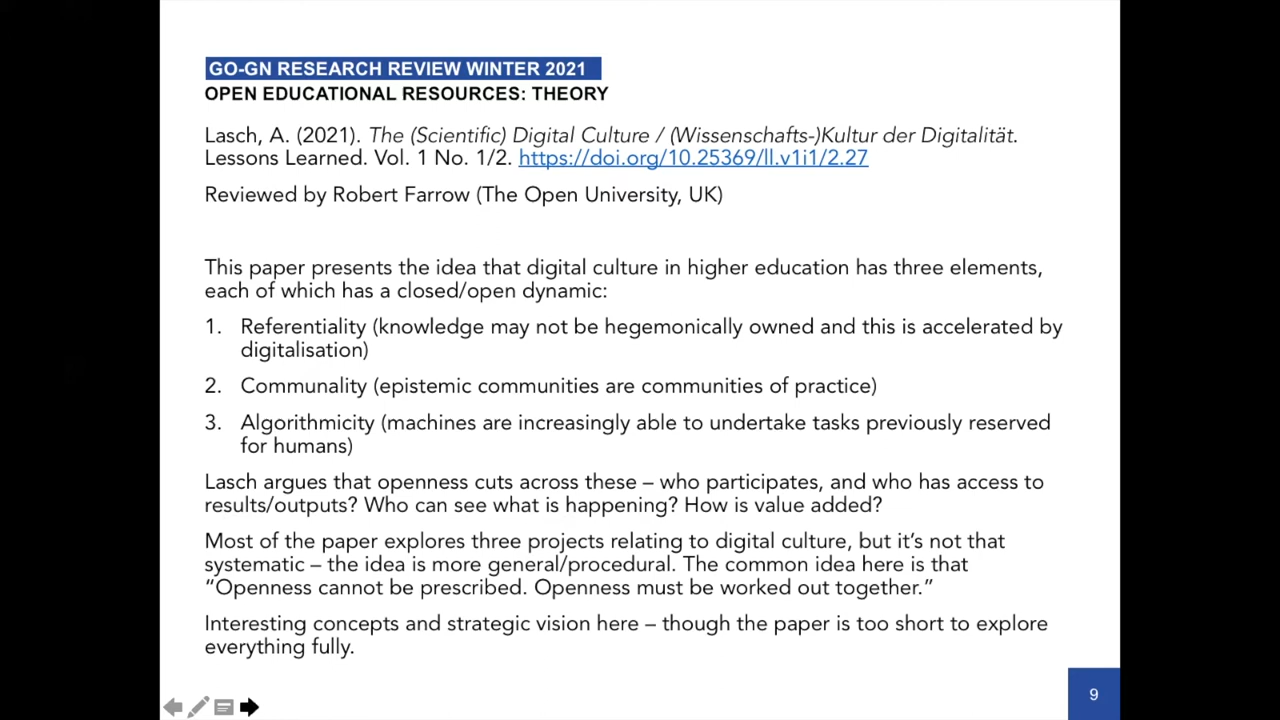 GO-GN RESEARCH REVIEW WINTER 2021
OPEN EDUCATIONAL RESOURCES: THEORY
Lasch, A. (2021). The (Scientific) Digital Culture / (Wissenschafts-)Kultur der Digitalität.
Lessons Learned. Vol. 1 No. 1/2. https://doi.org/10.25369/ll.v1i1/2.27
Reviewed by Robert Farrow (The Open University, UK)
This paper presents the idea that digital culture in higher education has three elements,
each of which has a closed/open dynamic:
1. Referentiality (knowledge may not be hegemonically owned and this is accelerated by
digitalisation)
2. Communality (epistemic communities are communities of practice)
3. Algorithmicity (machines are increasingly able to undertake tasks previously reserved
for humans)
Lasch argues that openness cuts across these – who participates, and who has access to
results/outputs? Who can see what is happening? How is value added?
Most of the paper explores three projects relating to digital culture, but it’s not that
systematic – the idea is more general/procedural. The common idea here is that
“Openness cannot be prescribed. Openness must be worked out together.”
Interesting concepts and strategic vision here – though the paper is too short to explore
everything fully.
9